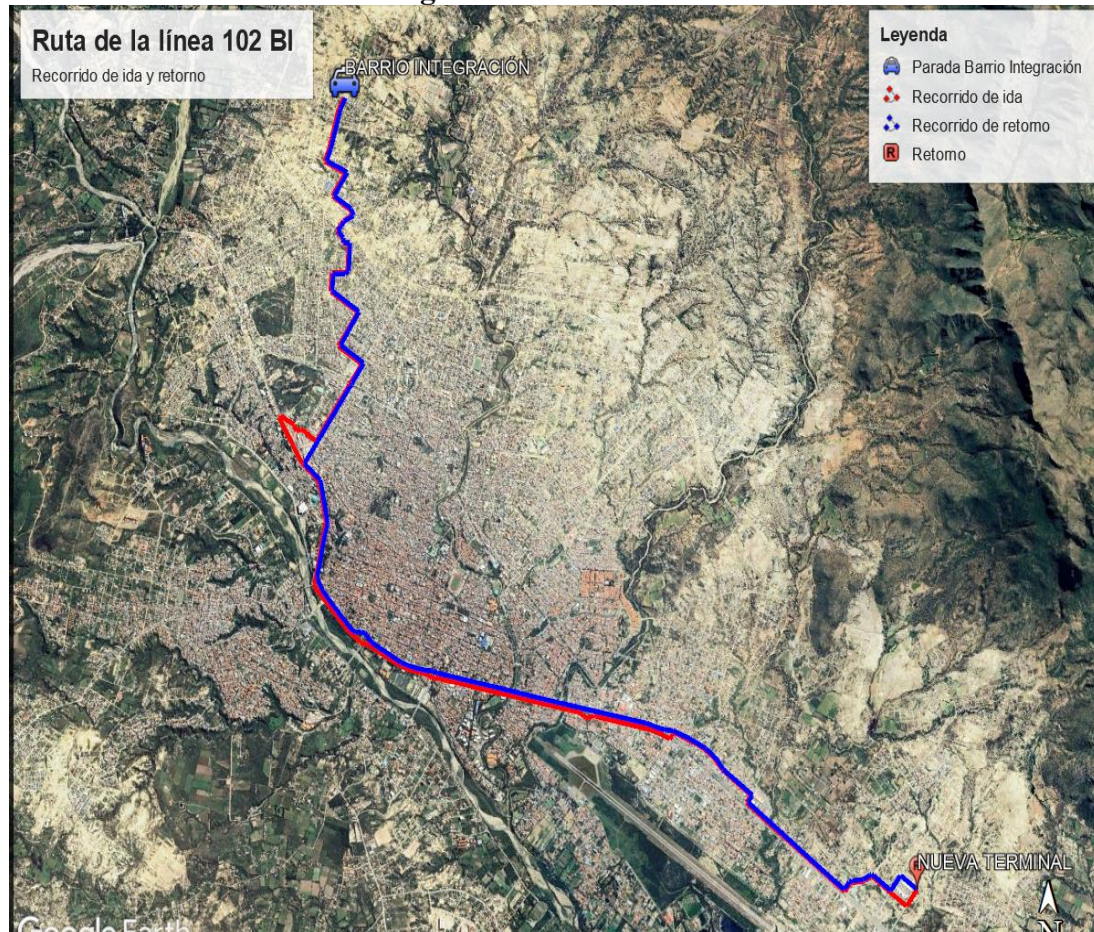 Ruta de la línea 102 BI
Recorrido de ida y retorno
BARRIO INTEGRACIÓN
Leyenda
Parada Barrio Integración
Recorrido de ida
Recorrido de retorno
R Retorno
NUEVA TERMINAL
Google Earth
N